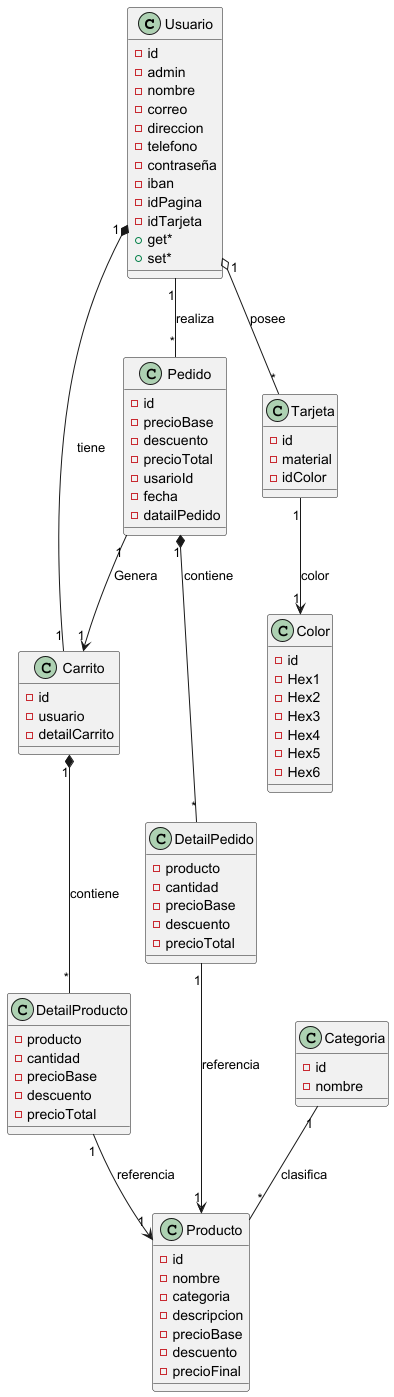 C Usuario
id
admin
nombre
correo
direccion
telefono
contraseña
iban
idPagina
idTarjeta
get*
set*
1
1
1
tiene
realiza
posee
*
*
C Pedido
id
precioBase
descuento
precioTotal
usarioId
fecha
datailPedido
C Tarjeta
id
material
idColor
1
1
1
Genera
contiene
color
1
1
1
C Carrito
id
usuario
detailCarrito
C Color
id
Hex1
Hex2
Hex3
Hex4
Hex5
Hex6
1
contiene
*
*
C DetailPedido
producto
cantidad
precioBase
descuento
precioTotal
C DetailProducto
producto
cantidad
precioBase
descuento
precioTotal
1
referencia
C Categoria
id
nombre
1
1
referencia
clasifica
1
1
*
C Producto
id
nombre
categoria
descripcion
precioBase
descuento
precioFinal